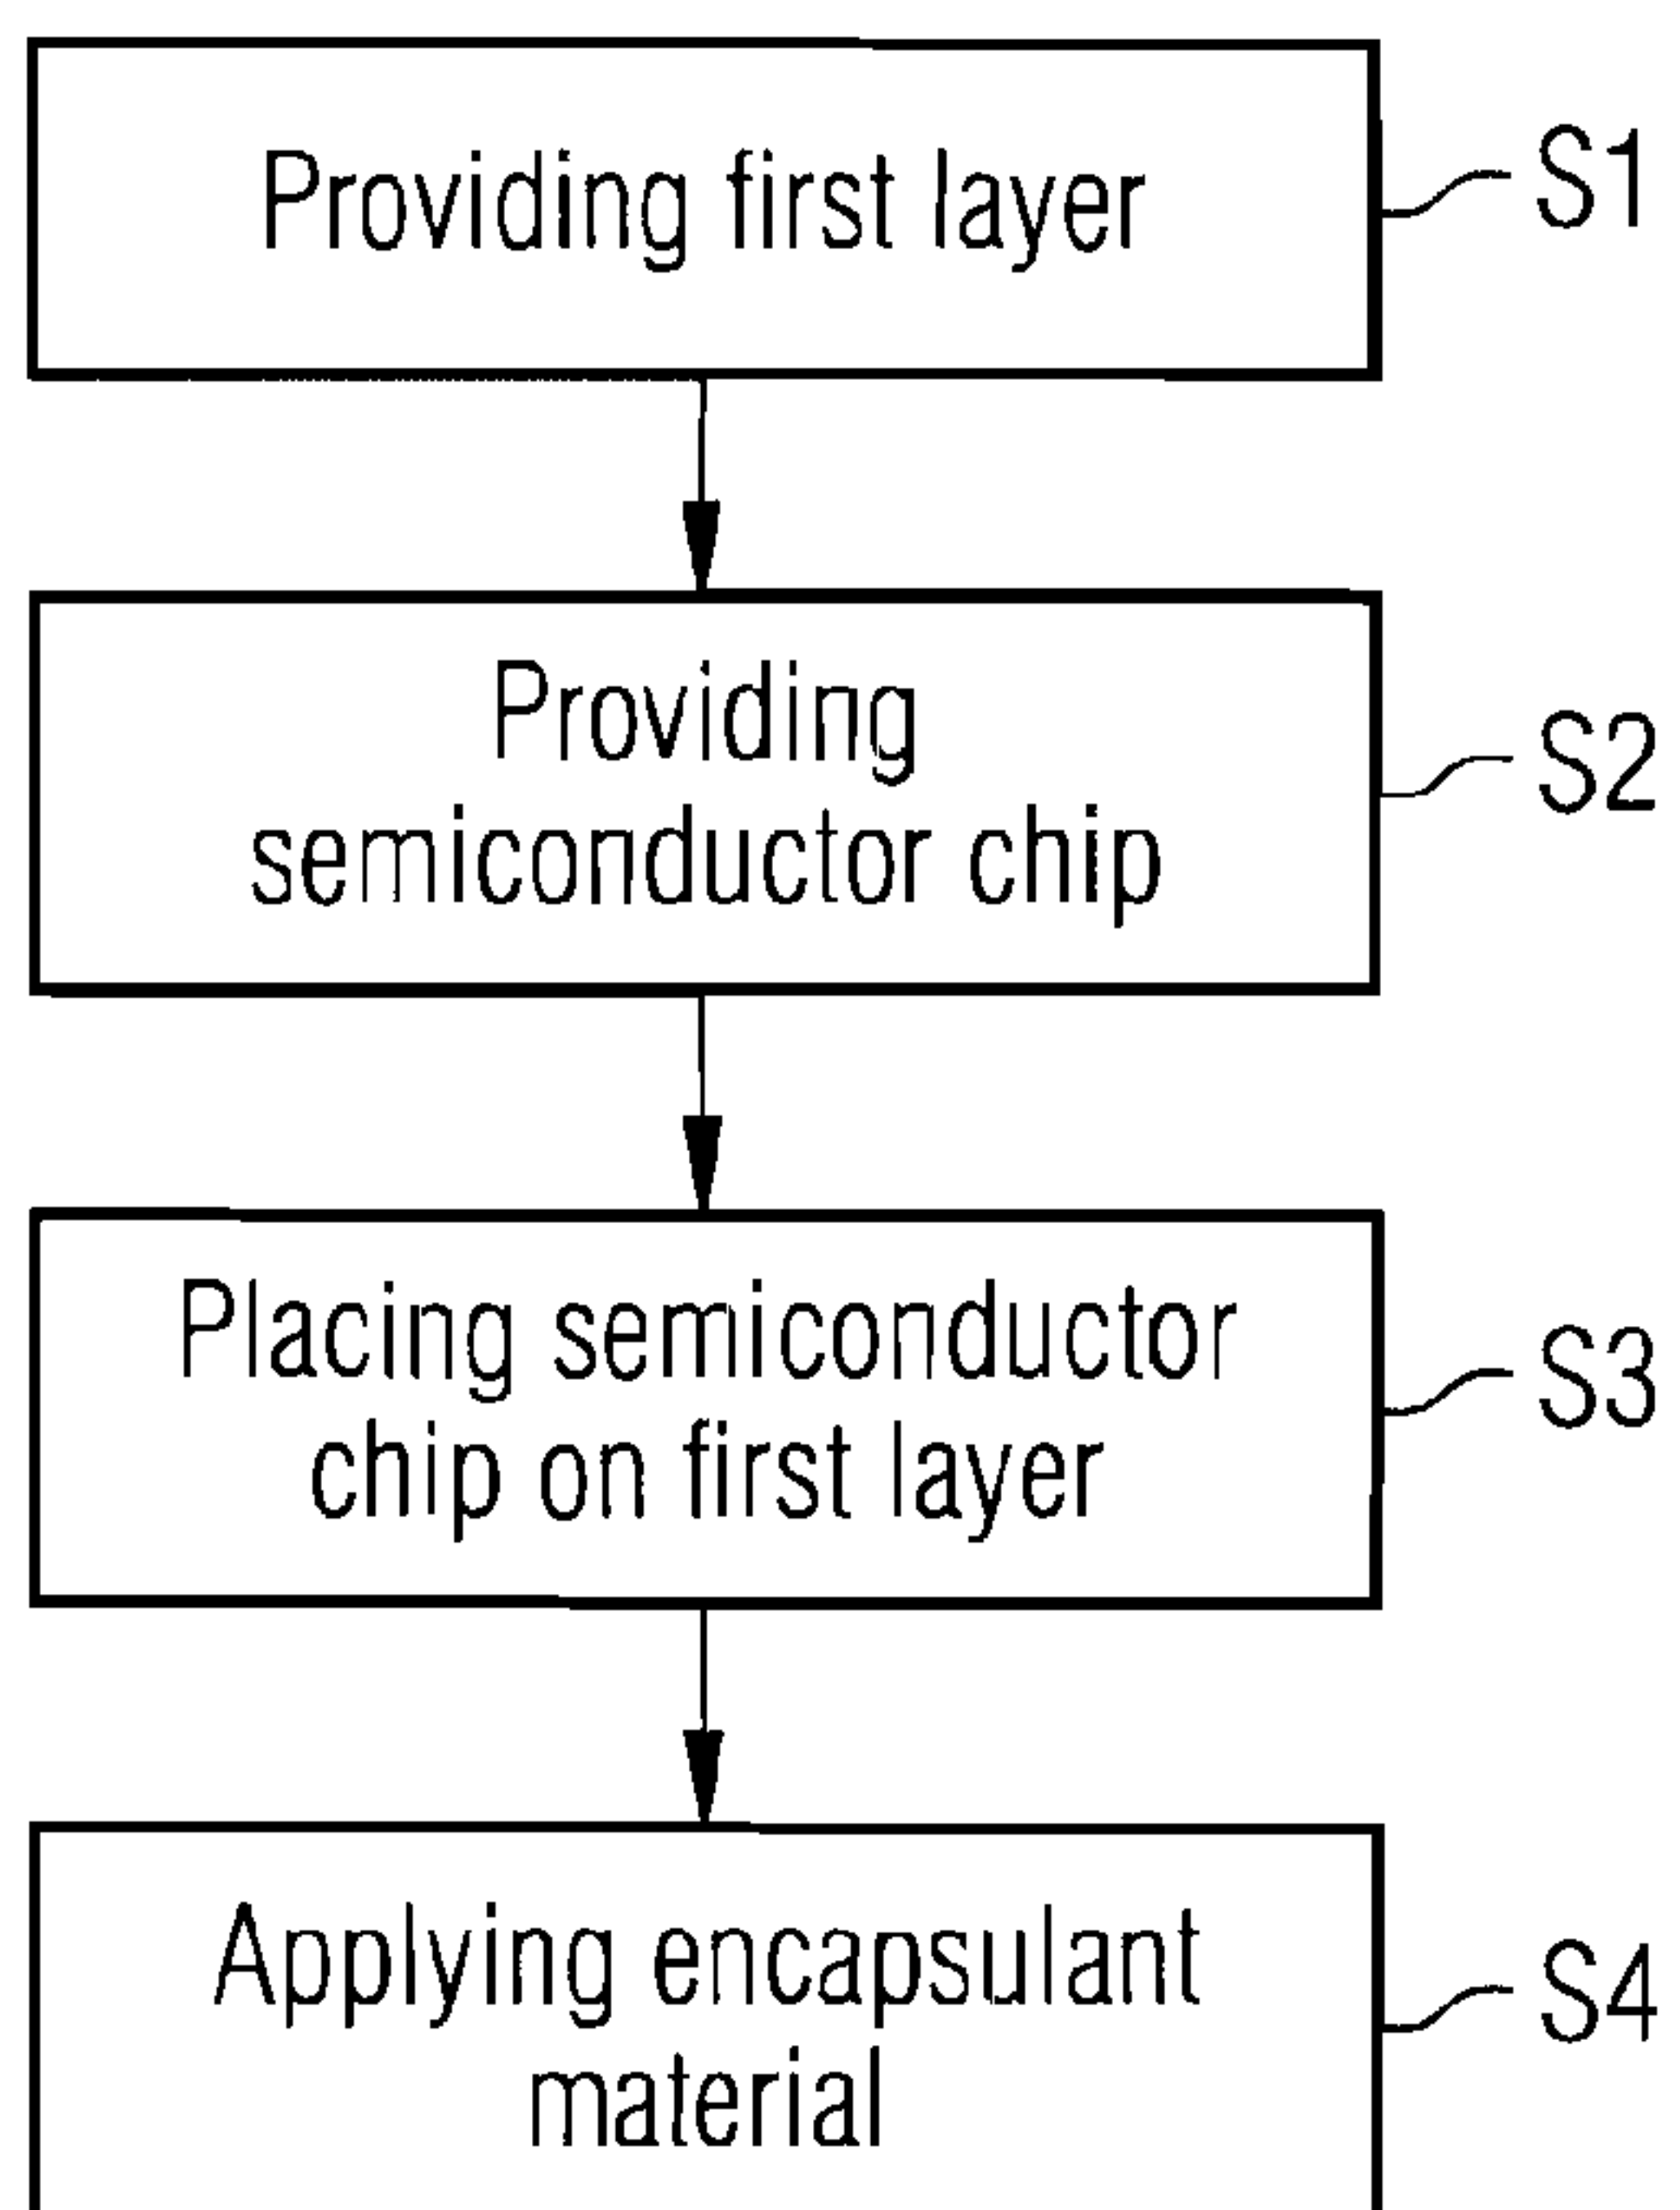 Providing first layer
S1
Providing
semiconductor chip
S2
Placing semiconductor
chip on first layer
S3
Applying encapsulant
material
S4